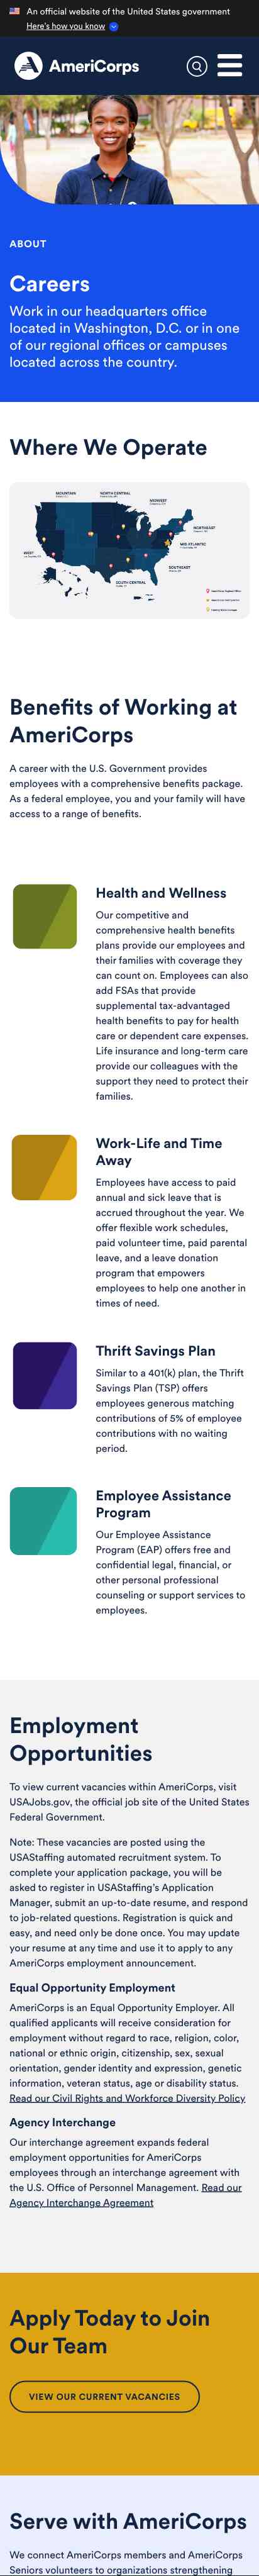 An official website of the United States government
Here's how you know
AmeriCorps
ABOUT
Careers
Work in our headquarters office
located in Washington, D.C. or in one
of our regional offices or campuses
located across the country.
Where We Operate
MOUNTAIN
NORTH CENTRAL
MIDWEST
NORTHEAST
MID-ATLANTIC
WEST
SOUTHEAST
SOUTH CENTRAL
Benefits of Working at
AmeriCorps
A career with the U.S. Government provides
employees with a comprehensive benefits package.
As a federal employee, you and your family will have
access to a range of benefits.
Health and Wellness
Our competitive and
comprehensive health benefits
plans provide our employees and
their families with coverage they
can count on. Employees can also
add FSAs that provide
supplemental tax-advantaged
health benefits to pay for health
care or dependent care expenses.
Life insurance and long-term care
provide our colleagues with the
support they need to protect their
families.
Work-Life and Time
Away
Employees have access to paid
annual and sick leave that is
accrued throughout the year. We
offer flexible work schedules,
paid volunteer time, paid parental
leave, and a leave donation
program that empowers
employees to help one another in
times of need.
Thrift Savings Plan
Similar to a 401(k) plan, the Thrift
Savings Plan (TSP) offers
employees generous matching
contributions of 5% of employee
contributions with no waiting
period.
Employee Assistance
Program
Our Employee Assistance
Program (EAP) offers free and
confidential legal, financial, or
other personal professional
counseling or support services to
employees.
Employment
Opportunities
To view current vacancies within AmeriCorps, visit
USAJobs.gov, the official job site of the United States
Federal Government.
Note: These vacancies are posted using the
USAStaffing automated recruitment system. To
complete your application package, you will be
asked to register in USAStaffing's Application
Manager, submit an up-to-date resume, and respond
to job-related questions. Registration is quick and
easy, and need only be done once. You may update
your resume at any time and use it to apply to any
AmeriCorps employment announcement.
Equal Opportunity Employment
AmeriCorps is an Equal Opportunity Employer. All
qualified applicants will receive consideration for
employment without regard to race, religion, color,
national or ethnic origin, citizenship, sex, sexual
orientation, gender identity and expression, genetic
information, veteran status, age or disability status.
Read our Civil Rights and Workforce Diversity Policy
Agency Interchange
Our interchange agreement expands federal
employment opportunities for AmeriCorps
employees through an interchange agreement with
the U.S. Office of Personnel Management. Read our
Agency Interchange Agreement
Apply Today to Join
Our Team
VIEW OUR CURRENT VACANCIES
Serve with AmeriCorps
We connect AmeriCorps members and AmeriCorps
Seniors volunteers to organizations strengthening